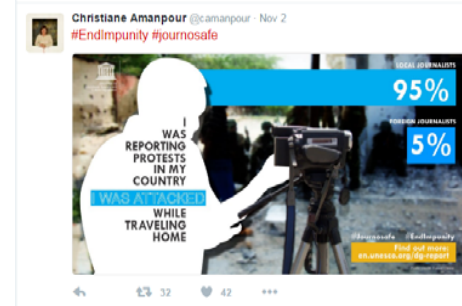 Christiane Amanpour @camanpour · Nov 2
#EndImpunity #journosafe
LOCAL JOURNALISTS
95%
FOREIGN JOURNALISTS
5%
I
WAS
REPORTING
PROTESTS
IN MY
COUNTRY
I WAS ATTACKED
WHILE
TRAVELING
HOME
#Journosafe #EndImpunity
Find out more:
en.unesco.org/dg-report
32
42